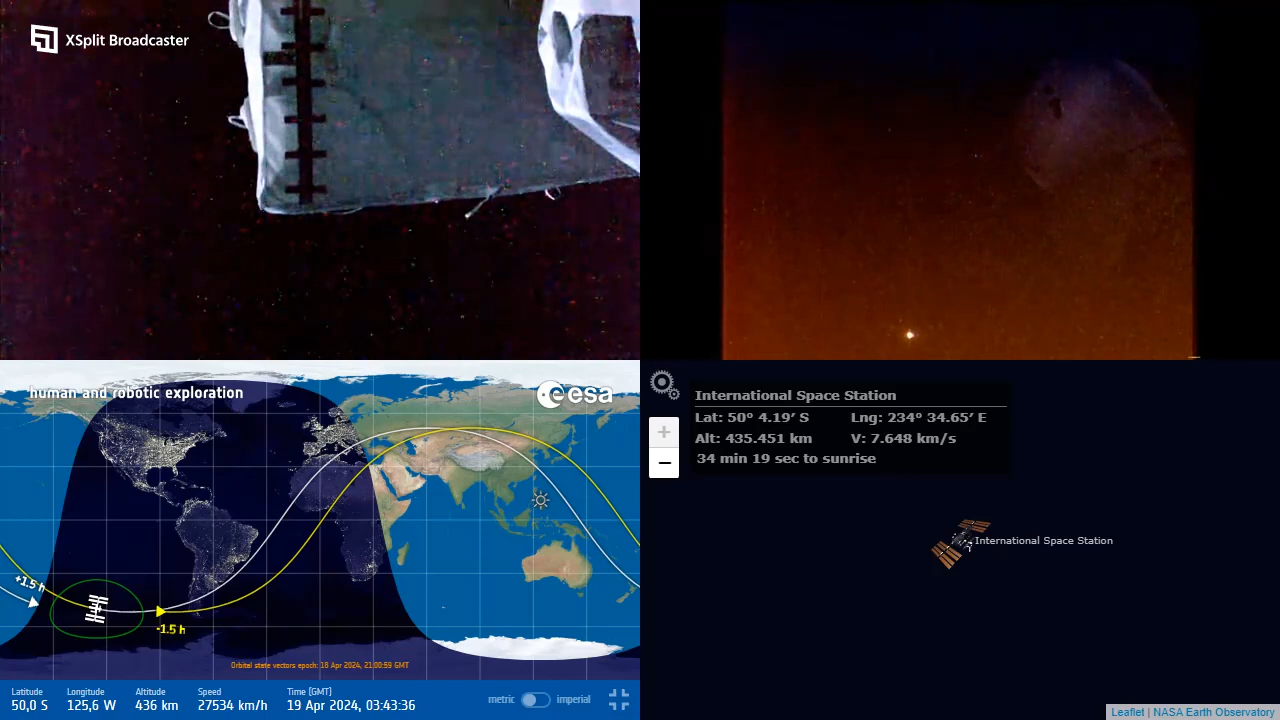 XSplit Broadcaster
human and robotic exploration
esa
+1.5 h
-1.5 h
Orbital state vectors epoch: 18 Apr 2024, 21:00:59 GMT
Latitude
50,0 S
Longitude
125,6 W
Altitude
436 km
Speed
27534 km/h
Time (GMT)
19 Apr 2024, 03:43:36
metric
imperial
International Space Station
Lat: 50° 4.19′ S
Lng: 234° 34.65′ E
Alt: 435.451 km
V: 7.648 km/s
34 min 19 sec to sunrise
+
−
International Space Station
Leaflet | NASA Earth Observatory